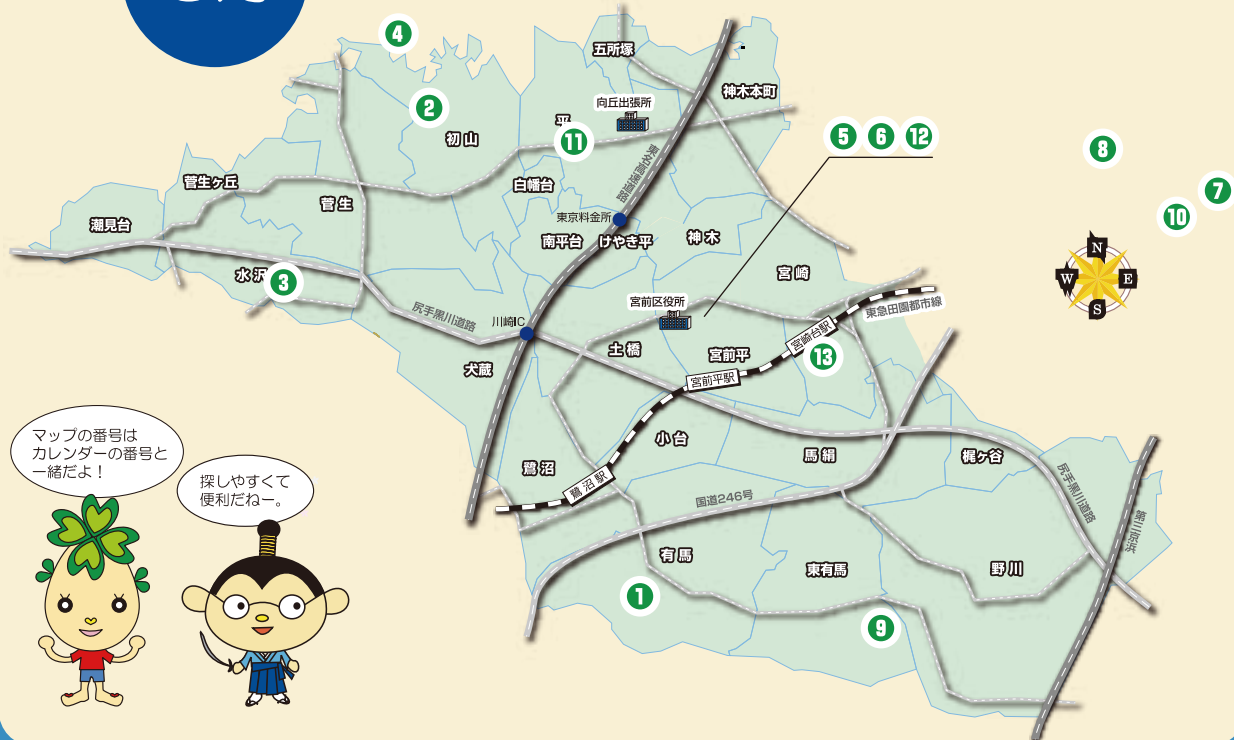 4
五所塚
神木本町
2
向丘出張所
初山
平
11
5 6 12
8
東名高速道路
菅生ヶ丘
白幡台
菅生
7
潮見台
東京料金所
10
南平台
けやき平
神木
N
W E
S
水沢
3
宮崎
宮前区役所
東急田園都市線
尻手黒川道路
川崎IC
宮崎台駅
土橋
宮前平
13
犬蔵
宮前平駅
マップの番号は
カレンダーの番号と
一緒だよ！
小台
馬絹
梶ヶ谷
鷺沼
探しやすくて
便利だねー。
鷺沼駅
国道246号
尻手黒川道路
第三京浜
有馬
東有馬
野川
1
9